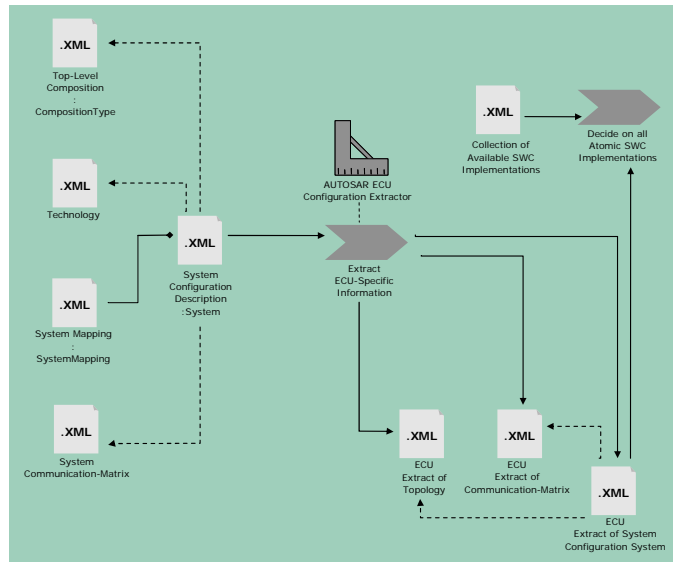 .XML
Top-Level
Composition
:
CompositionType
.XML
Technology
.XML
System Mapping
:
SystemMapping
.XML
System
Communication-Matrix
.XML
System
Configuration
Description
:System
AUTOSAR ECU
Configuration Extractor
Extract
ECU-Specific
Information
.XML
Collection of
Available SWC
Implementations
Decide on all
Atomic SWC
Implementations
.XML
ECU
Extract of
Topology
.XML
ECU
Extract of
Communication-Matrix
.XML
ECU
Extract of System
Configuration System